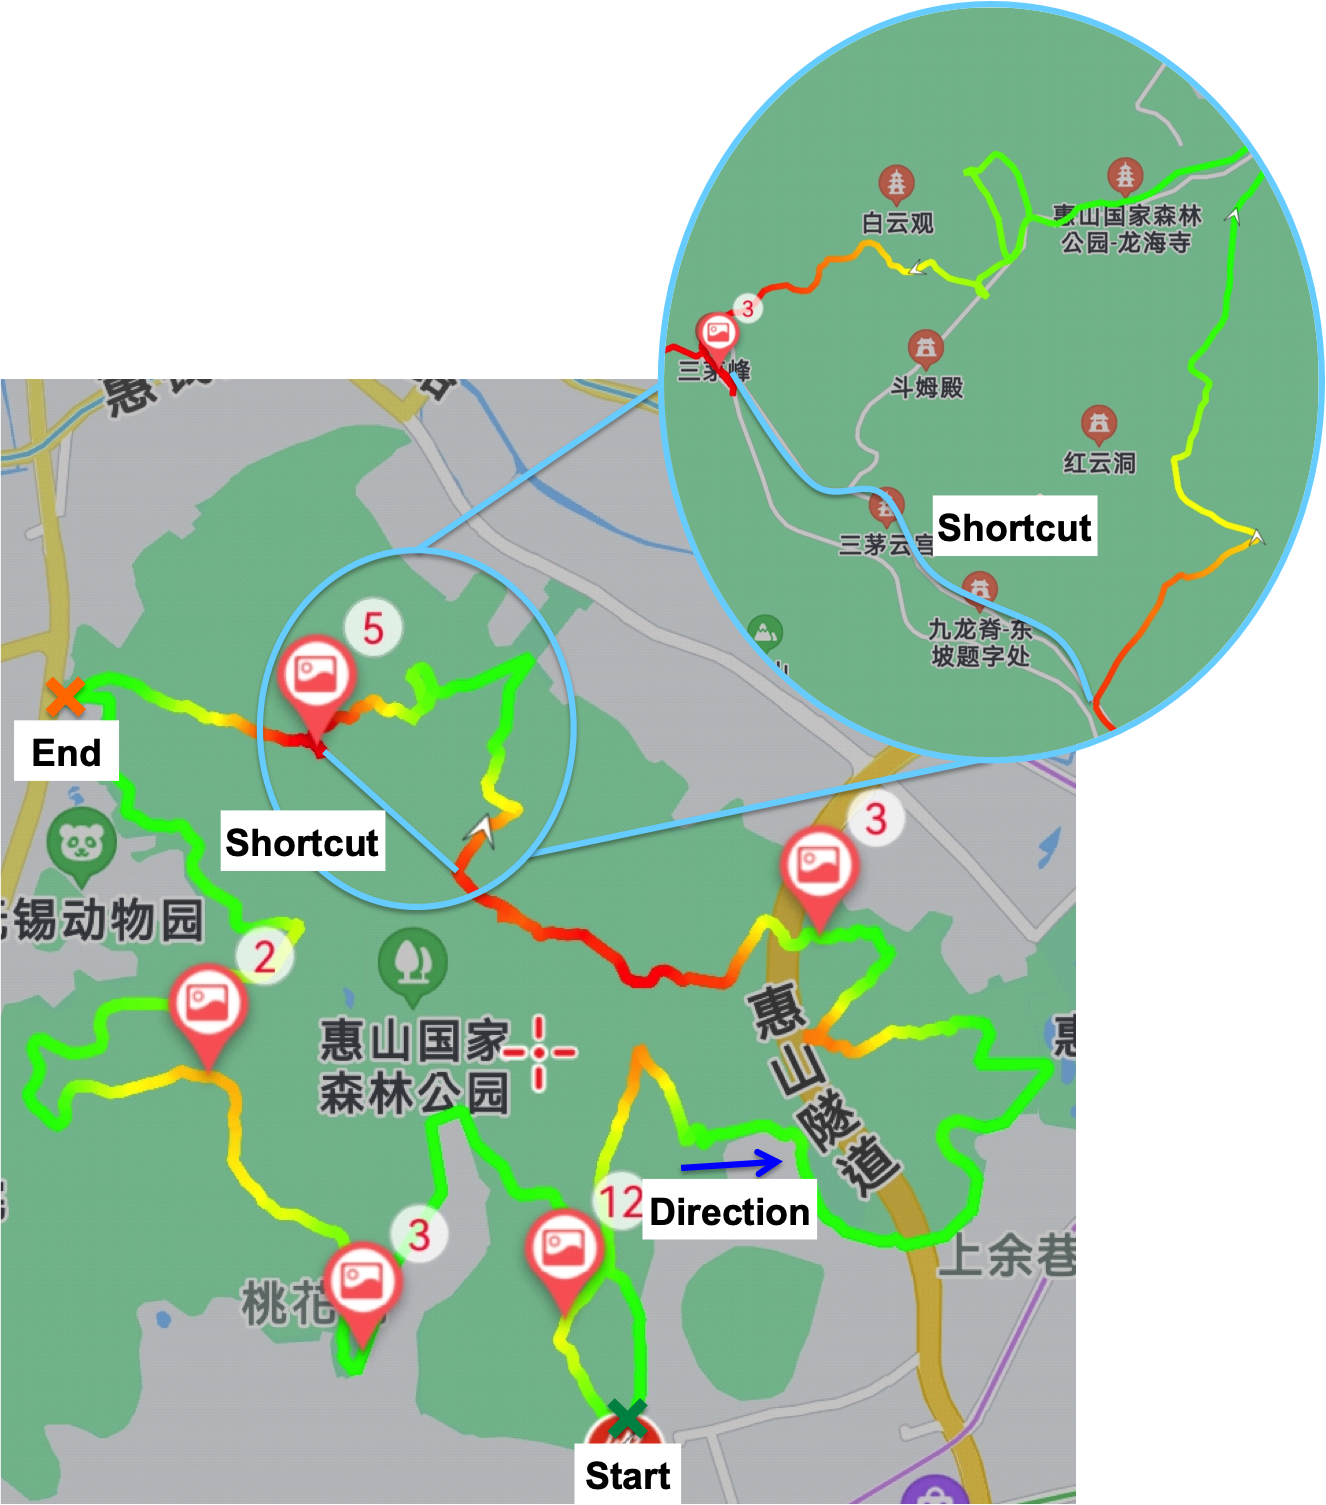 白云观
惠山国家森林
公园-龙海寺
3
三茅峰
斗姆殿
红云洞
Shortcut
三茅云宫
九龙脊-东
坡题字处
山
惠
5
End
Shortcut
3
锡动物园
2
惠山国家
森林公园
惠山隧道
惠
12
Direction
3
桃花
上余巷
Start